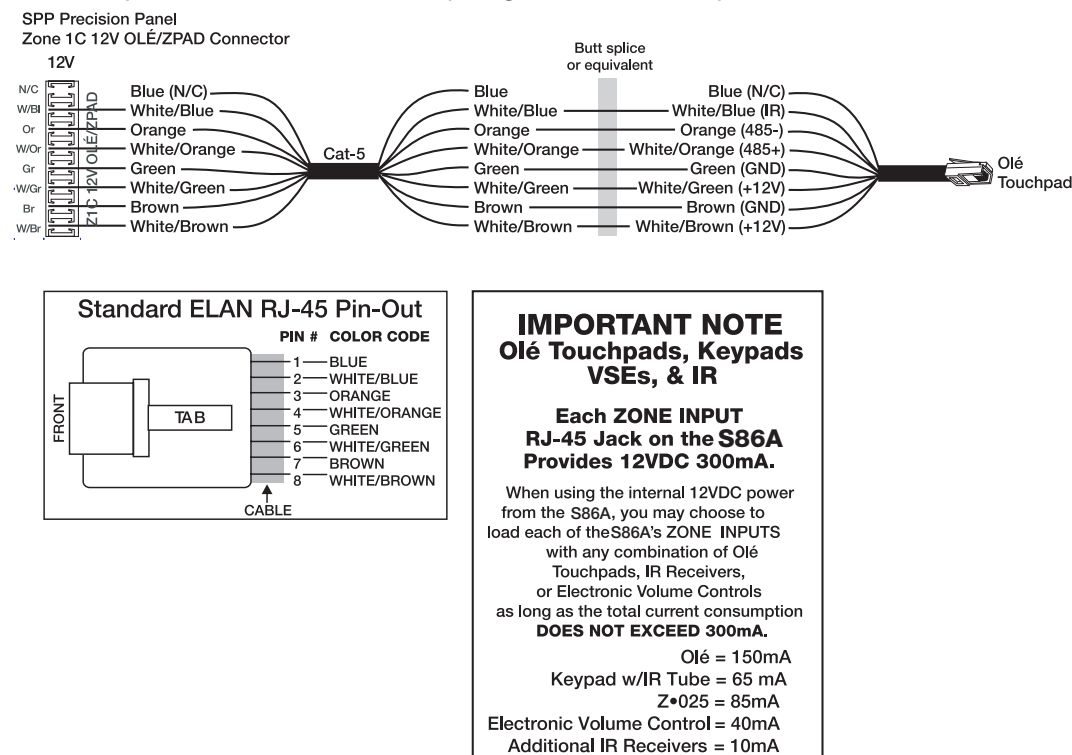 SPP Precision Panel
Zone 1C 12V OLÉ/ZPAD Connector
12V
Butt splice
or equivalent
N/C
W/Bl
Or
W/Or
Gr
W/Gr
Br
W/Br
Z1C 12V OLÉ/ZPAD
Blue (N/C)
White/Blue
Orange
White/Orange
Green
White/Green
Brown
White/Brown
Cat-5
Blue
White/Blue
Orange
White/Orange
Green
White/Green
Brown
White/Brown
Blue (N/C)
White/Blue (IR)
Orange (485-)
White/Orange (485+)
Green (GND)
White/Green (+12V)
Brown (GND)
White/Brown (+12V)
Olé
Touchpad
Standard ELAN RJ-45 Pin-Out
PIN # COLOR CODE
1 BLUE
2 WHITE/BLUE
3 ORANGE
4 WHITE/ORANGE
5 GREEN
6 WHITE/GREEN
7 BROWN
8 WHITE/BROWN
FRONT
TAB
CABLE
IMPORTANT NOTE
Olé Touchpads, Keypads
VSEs, & IR
Each ZONE INPUT
RJ-45 Jack on the S86A
Provides 12VDC 300mA.
When using the internal 12VDC power
from the S86A, you may choose to
load each of theS86A's ZONE INPUTS
with any combination of Olé
Touchpads, IR Receivers,
or Electronic Volume Controls
as long as the total current consumption
DOES NOT EXCEED 300mA.
Olé = 150mA
Keypad w/IR Tube = 65 mA
Z•025 = 85mA
Electronic Volume Control = 40mA
Additional IR Receivers = 10mA